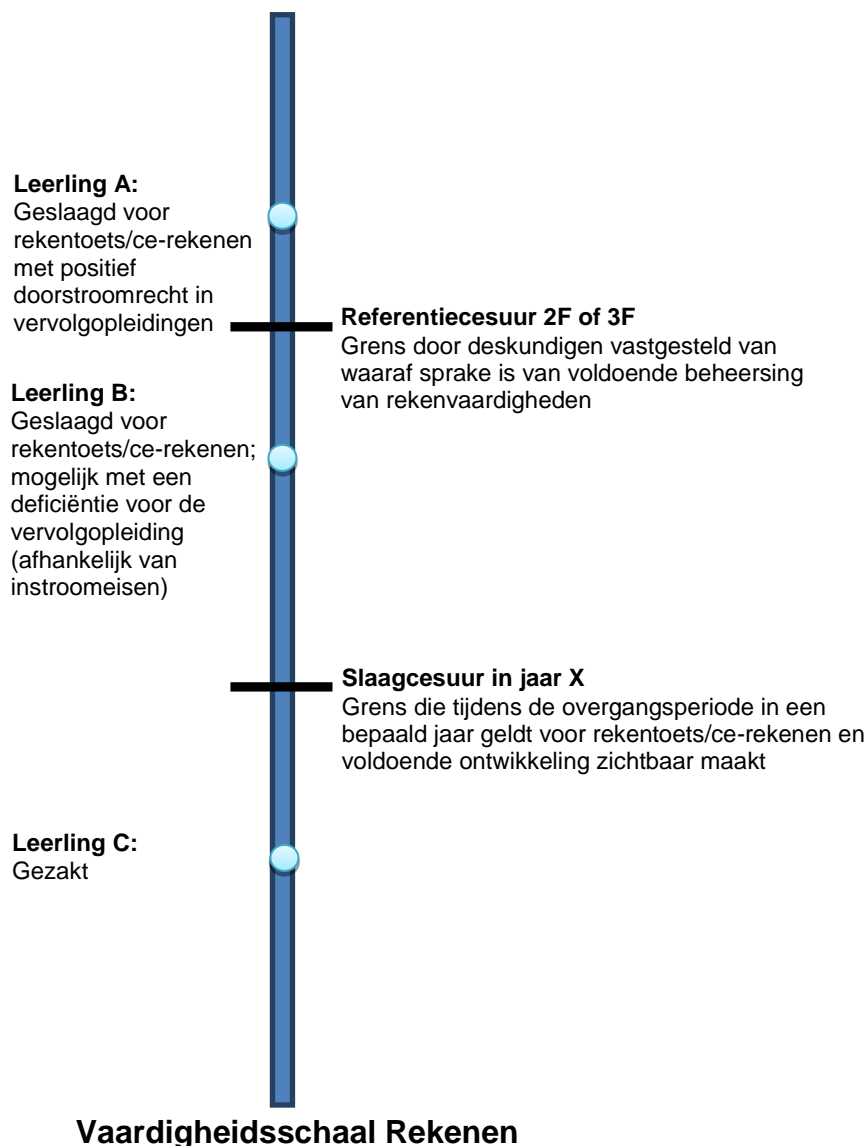 Leerling A:
Geslaagd voor
rekentoets/ce-rekenen
met positief
doorstroomrecht in
vervolgopleidingen
Referentiecesuur 2F of 3F
Grens door deskundigen vastgesteld van
waaraf sprake is van voldoende beheersing
van rekenvaardigheden
Leerling B:
Geslaagd voor
rekentoets/ce-rekenen;
mogelijk met een
deficiëntie voor de
vervolgopleiding
(afhankelijk van
instroomeisen)
Slaagcesuur in jaar X
Grens die tijdens de overgangsperiode in een
bepaald jaar geldt voor rekentoets/ce-rekenen en
voldoende ontwikkeling zichtbaar maakt
Leerling C:
Gezakt
Vaardigheidsschaal Rekenen